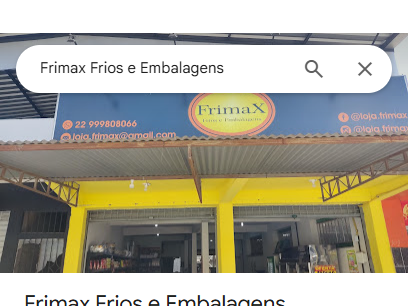 Frimax Frios e Embalagens
FrimaX
Frios e Embalagens
22 999808066
@loja.frimax
loja.frimax@gmail.com
@loja.frimax
OFERTA
Frimax Frios e Embalagens